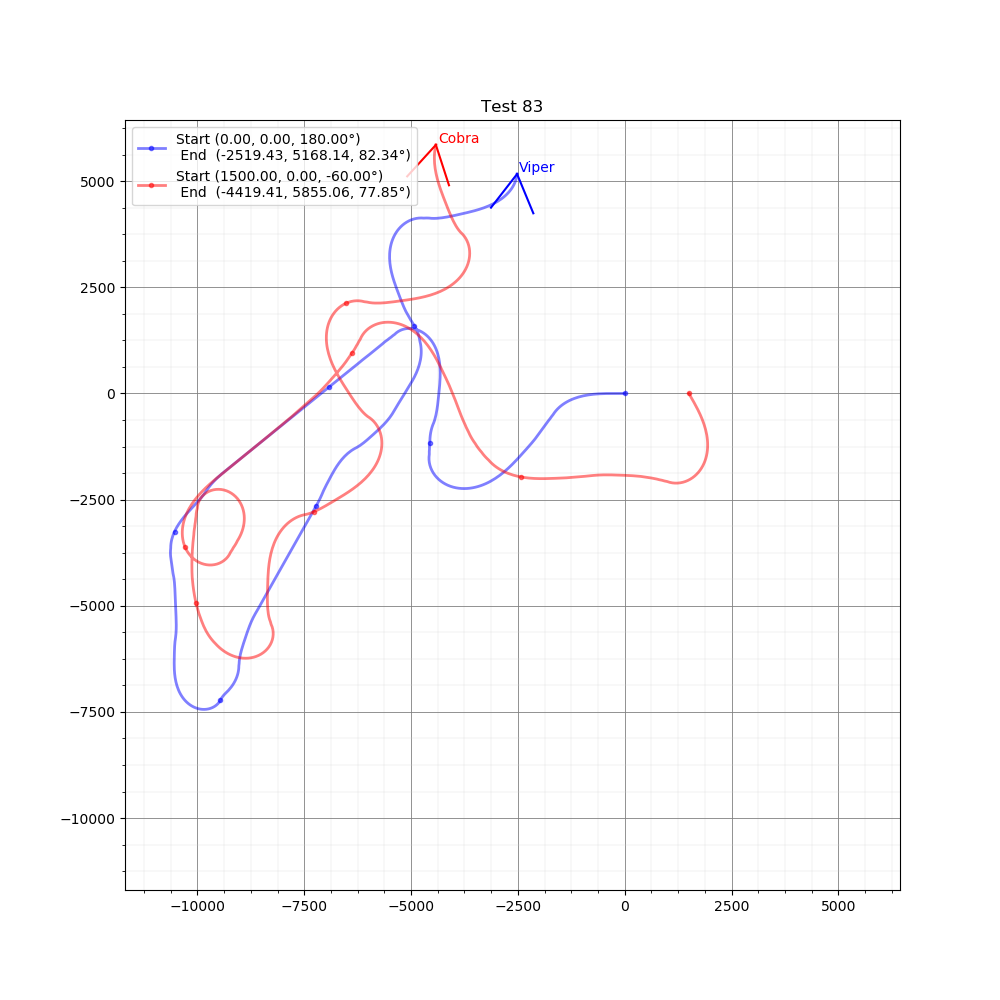 Test 83
Start (0.00, 0.00, 180.00°)
End (-2519.43, 5168.14, 82.34°)
Start (1500.00, 0.00, -60.00°)
End (-4419.41, 5855.06, 77.85°)
Cobra
Viper
5000
2500
0
−2500
−5000
−7500
−10000
−10000 −7500 −5000 −2500 0 2500 5000